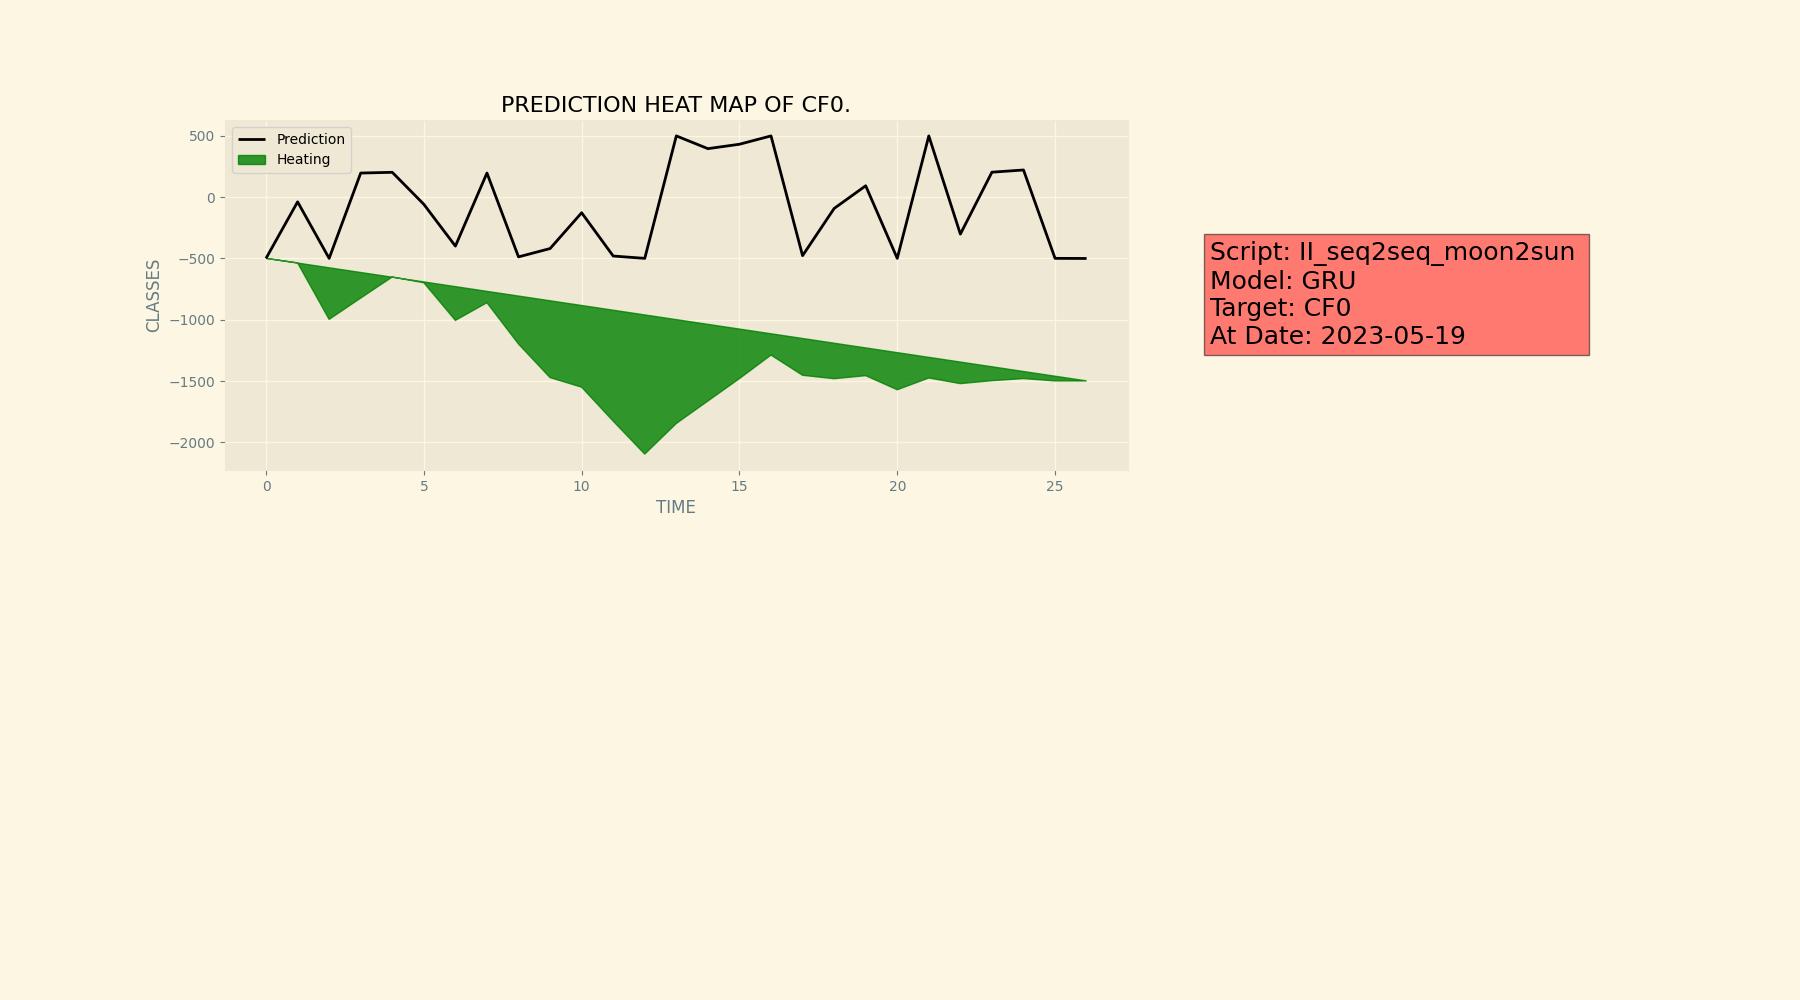 PREDICTION HEAT MAP OF CF0.
Prediction
Heating
500
0
−500
−1000
−1500
−2000
CLASSES
0 5 10 15 20 25
TIME
Script: II_seq2seq_moon2sun
Model: GRU
Target: CF0
At Date: 2023-05-19